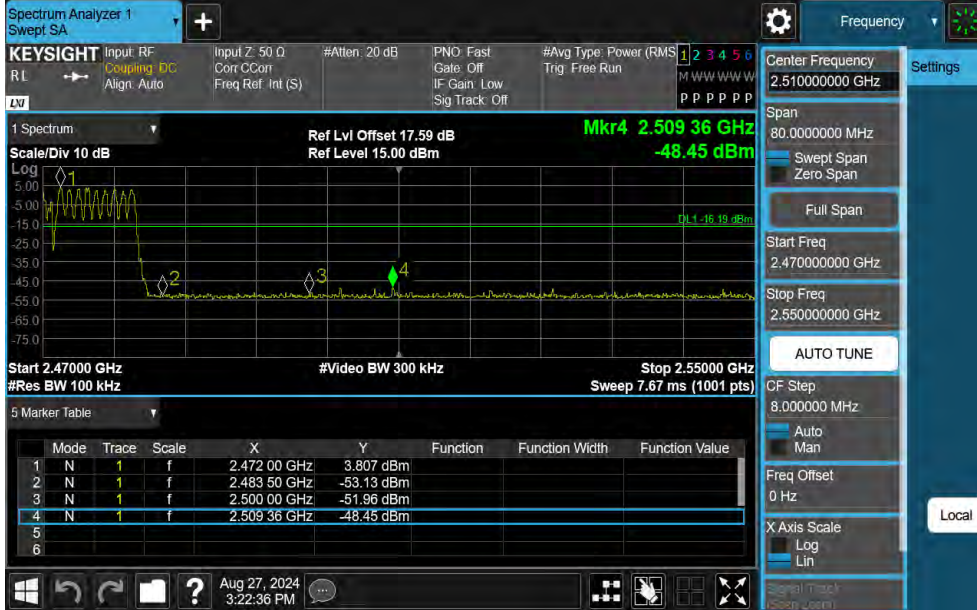 Spectrum Analyzer 1
Swept SA
+
Frequency
KEYSIGHT
RL
LXI
Input: RF
Coupling: DC
Align: Auto
Input Z: 50 Ω
Corr CCorr
Freq Ref: Int (S)
#Atten: 20 dB
PNO: Fast
Gate: Off
IF Gain: Low
Sig Track: Off
#Avg Type: Power (RMS
Trig: Free Run
1 2 3 4 5 6
M W W W W W
P P P P P P
1 Spectrum
Scale/Div 10 dB
Ref Lvl Offset 17.59 dB
Ref Level 15.00 dBm
Mkr4 2.509 36 GHz
-48.45 dBm
Log
5.00
-5.00
-15.0
-25.0
-35.0
-45.0
-55.0
-65.0
-75.0
1
2
3
4
DL1 -16.19 dBm
Start 2.47000 GHz
#Res BW 100 kHz
#Video BW 300 kHz
Stop 2.55000 GHz
Sweep 7.67 ms (1001 pts)
5 Marker Table
Mode Trace Scale X Y Function Function Width Function Value
1 N 1 f 2.472 00 GHz 3.807 dBm
2 N 1 f 2.483 50 GHz -53.13 dBm
3 N 1 f 2.500 00 GHz -51.96 dBm
4 N 1 f 2.509 36 GHz -48.45 dBm
5
6
?
Aug 27, 2024
3:22:36 PM
Center Frequency
2.510000000 GHz
Span
80.0000000 MHz
Swept Span
Zero Span
Full Span
Start Freq
2.470000000 GHz
Stop Freq
2.550000000 GHz
AUTO TUNE
CF Step
8.000000 MHz
Auto
Man
Freq Offset
0 Hz
X Axis Scale
Log
Lin
Signal Track
(Span Zoom)
Settings
Local